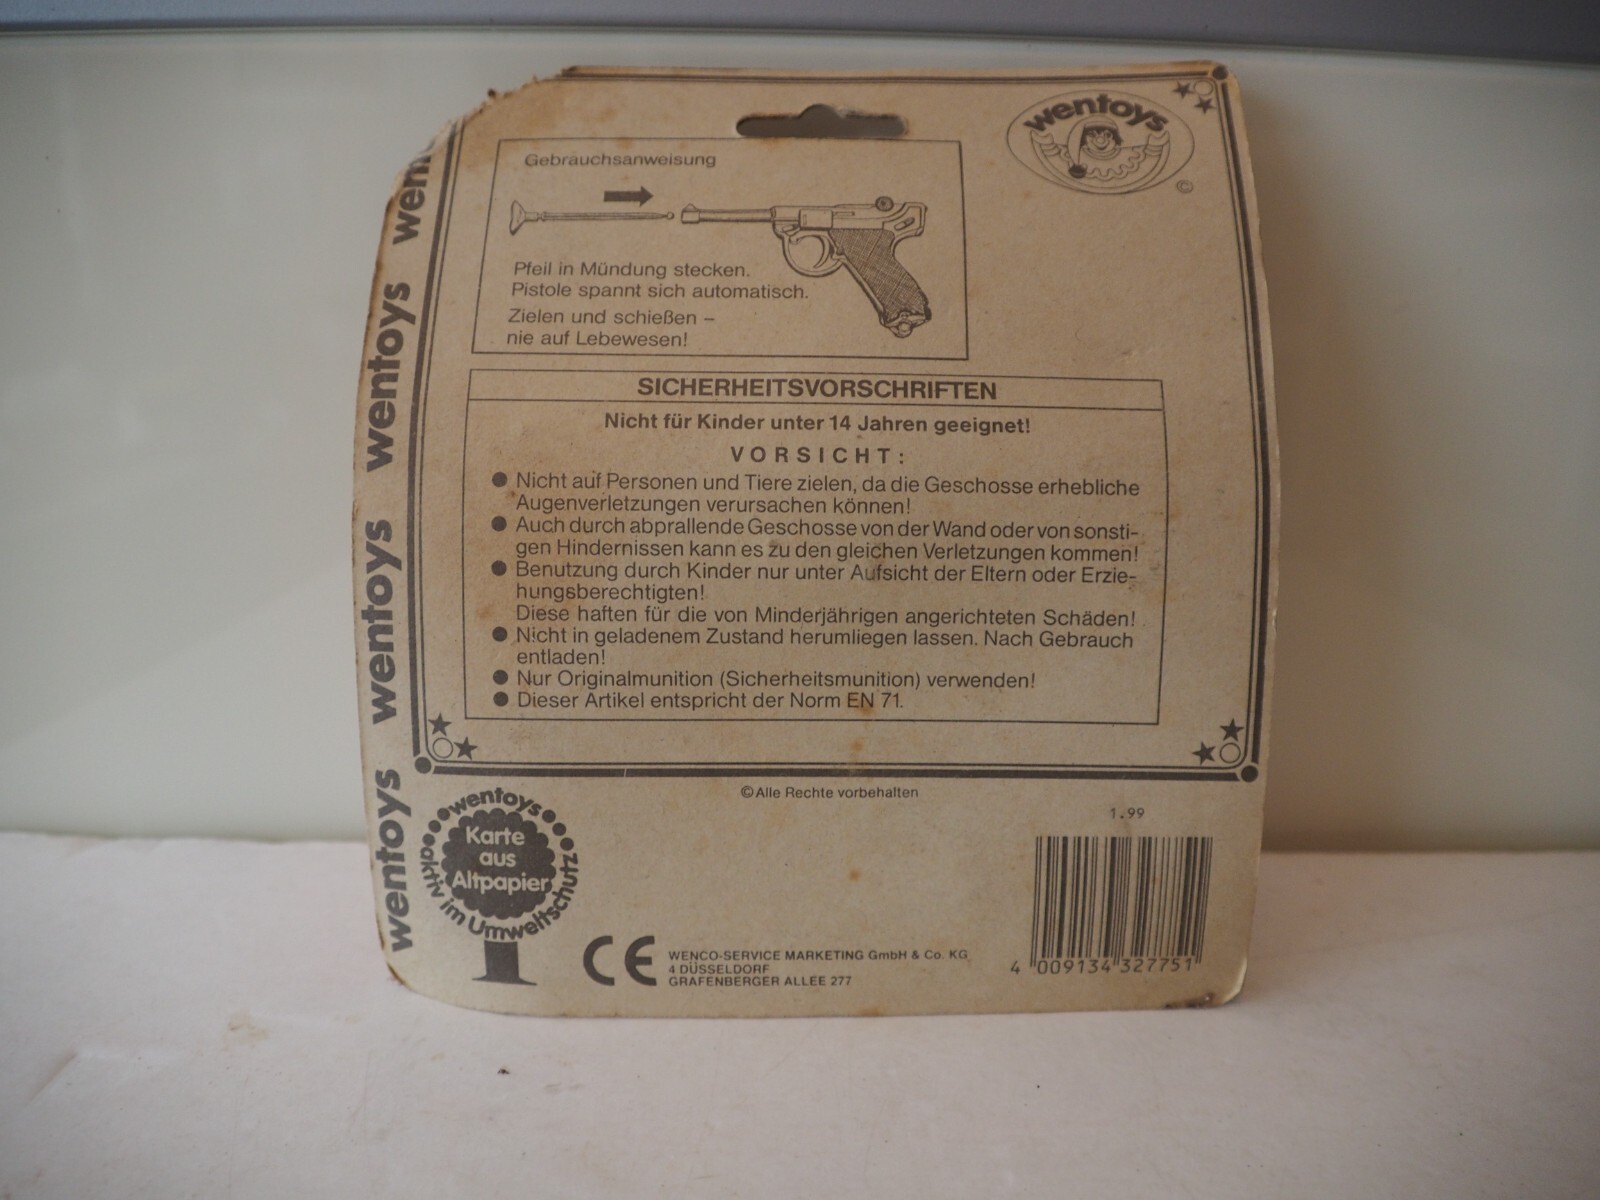 wentoys
©
Gebrauchsanweisung
Pfeil in Mündung stecken.
Pistole spannt sich automatisch.
Zielen und schießen –
nie auf Lebewesen!
SICHERHEITSVORSCHRIFTEN
Nicht für Kinder unter 14 Jahren geeignet!
VORSICHT:
● Nicht auf Personen und Tiere zielen, da die Geschosse erhebliche
Augenverletzungen verursachen können!
● Auch durch abprallende Geschosse von der Wand oder von sonsti-
gen Hindernissen kann es zu den gleichen Verletzungen kommen!
● Benutzung durch Kinder nur unter Aufsicht der Eltern oder Erzie-
hungsberechtigten!
Diese haften für die von Minderjährigen angerichteten Schäden!
● Nicht in geladenem Zustand herumliegen lassen. Nach Gebrauch
entladen!
● Nur Originalmunition (Sicherheitsmunition) verwenden!
● Dieser Artikel entspricht der Norm EN 71.
wentoys wentoys wentoys wen
© Alle Rechte vorbehalten
wentoys
Karte
aus
Altpapier
aktiv im Umweltschutz
CE
WENCO-SERVICE MARKETING GmbH & Co. KG
4 DÜSSELDORF
GRAFENBERGER ALLEE 277
1.99
4 009134 327751